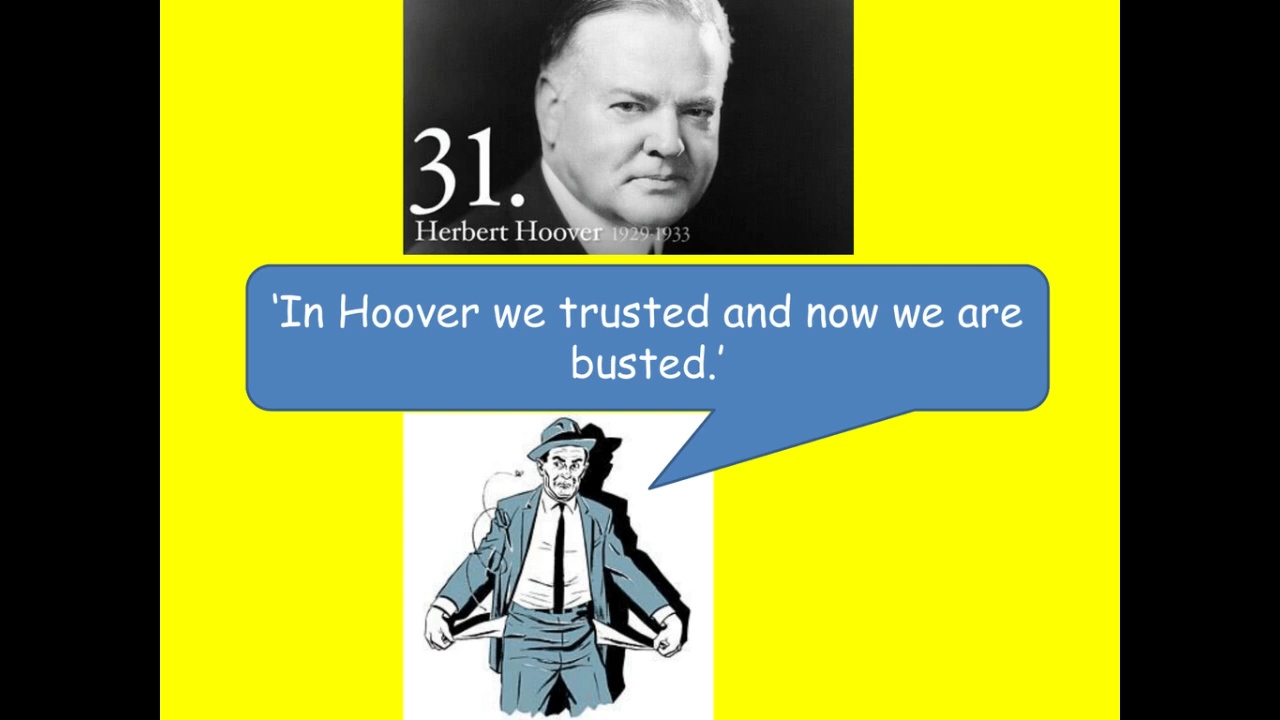 31.
Herbert Hoover 1929-1933
‘In Hoover we trusted and now we are
busted.’